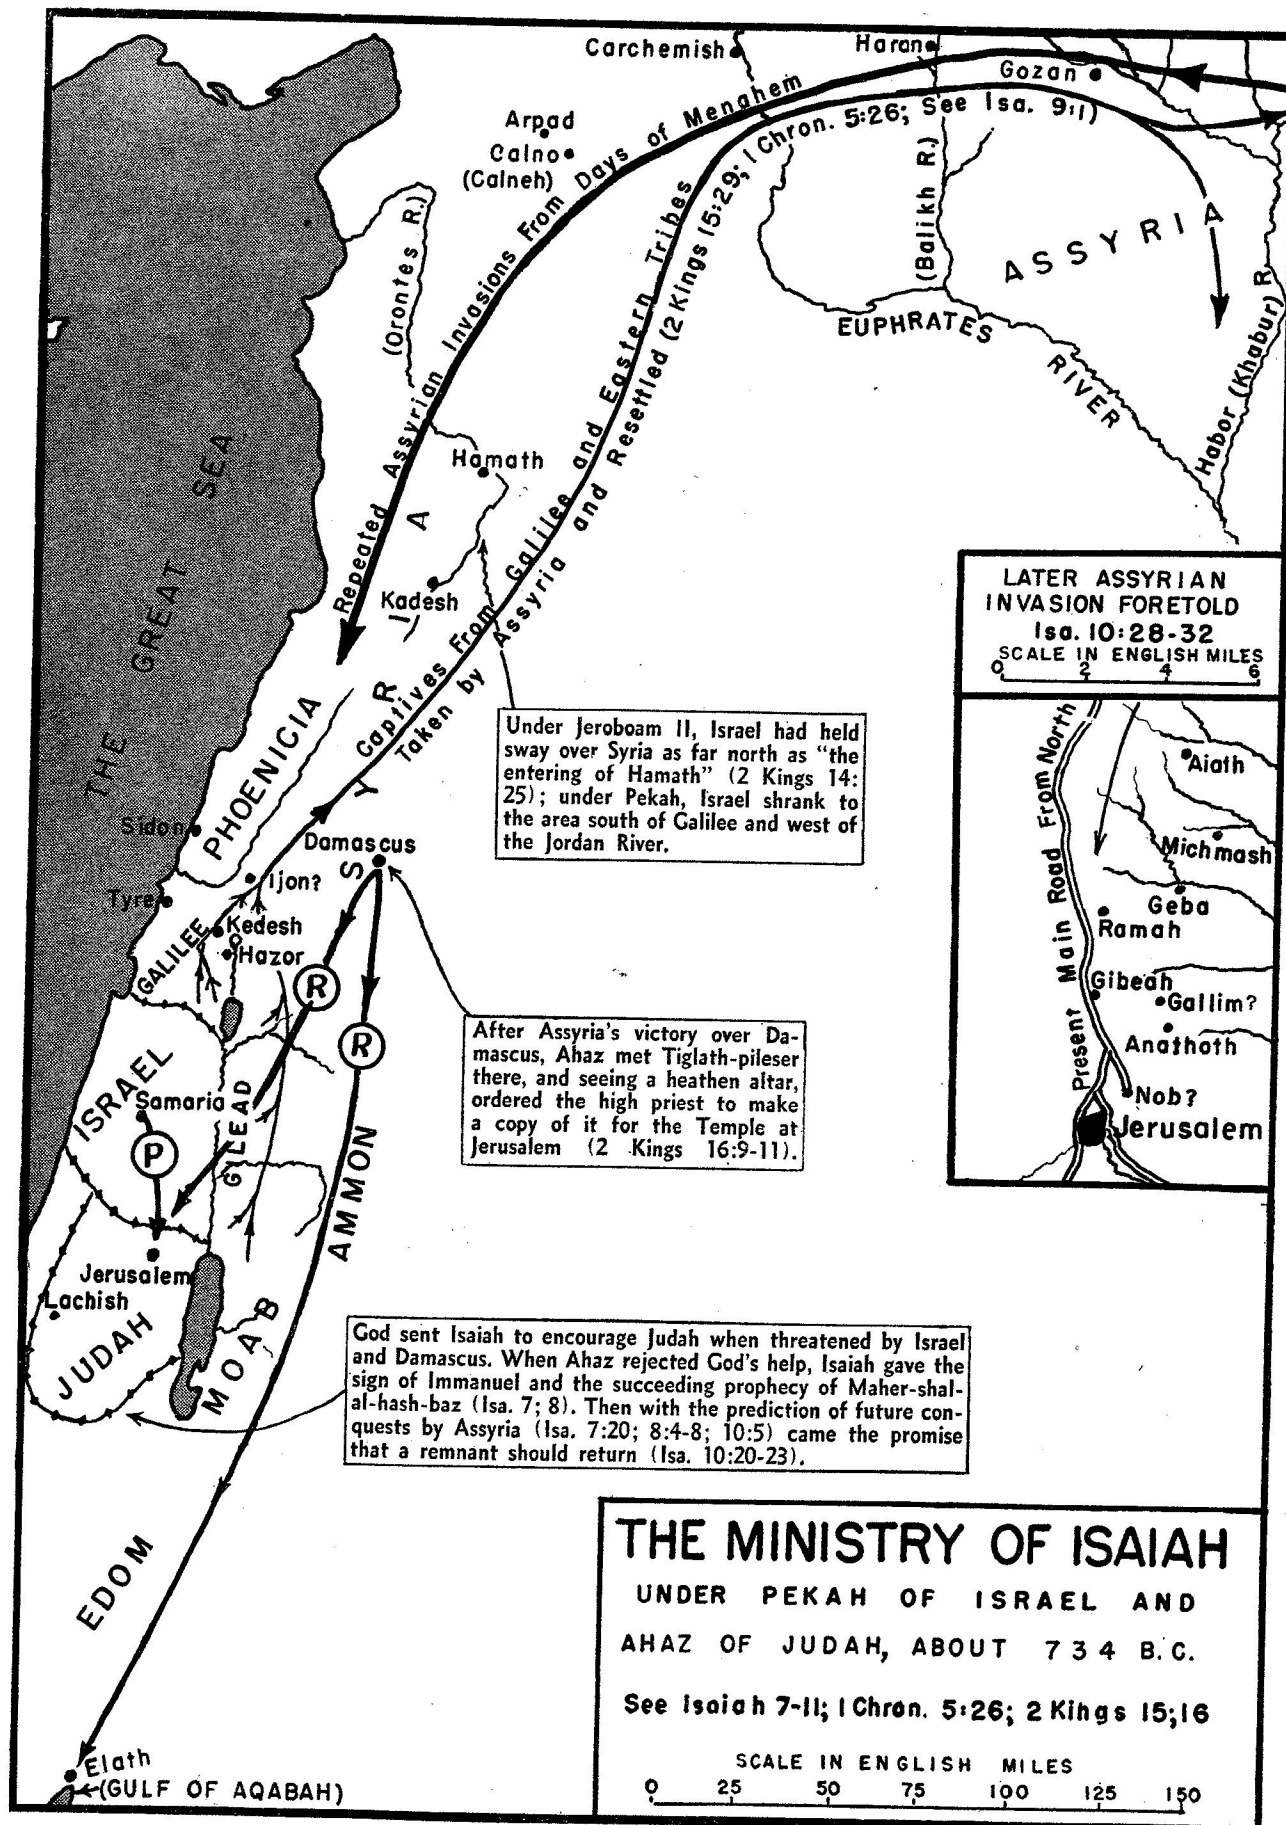 Carchemish
Haran
Gozan
Arpad
Calno
(Calneh)
(Orontes R.)
(Balikh R.)
ASSYRIA
EUPHRATES
RIVER
Habor (Khabur) R.
Repeated Assyrian Invasions From Days of Menahem
Captives From Galilee and Eastern Tribes
Taken by Assyria and Resettled (2 Kings 15:29; 1 Chron. 5:26; See Isa. 9:1)
THE GREAT SEA
Hamath
Kadesh
SYRIA
PHOENICIA
Sidon
Damascus
Ijon?
Tyre
Kedesh
Hazor
GALILEE
R
R
ISRAEL
Samaria
P
GILEAD
AMMON
Jerusalem
Lachish
JUDAH
MOAB
EDOM
Elath
(GULF OF AQABAH)
Under Jeroboam II, Israel had held
sway over Syria as far north as "the
entering of Hamath" (2 Kings 14:
25); under Pekah, Israel shrank to
the area south of Galilee and west of
the Jordan River.
After Assyria's victory over Da-
mascus, Ahaz met Tiglath-pileser
there, and seeing a heathen altar,
ordered the high priest to make
a copy of it for the Temple at
Jerusalem (2 Kings 16:9-11).
God sent Isaiah to encourage Judah when threatened by Israel
and Damascus. When Ahaz rejected God's help, Isaiah gave the
sign of Immanuel and the succeeding prophecy of Maher-shal-
al-hash-baz (Isa. 7; 8). Then with the prediction of future con-
quests by Assyria (Isa. 7:20; 8:4-8; 10:5) came the promise
that a remnant should return (Isa. 10:20-23).
LATER ASSYRIAN
INVASION FORETOLD
Isa. 10:28-32
SCALE IN ENGLISH MILES
0 2 4 6
Present Main Road From North
Aiath
Michmash
Geba
Ramah
Gibeah
Gallim?
Anathoth
Nob?
Jerusalem
THE MINISTRY OF ISAIAH
UNDER PEKAH OF ISRAEL AND
AHAZ OF JUDAH, ABOUT 734 B.C.
See Isaiah 7-11; 1 Chron. 5:26; 2 Kings 15;16
SCALE IN ENGLISH MILES
0 25 50 75 100 125 150